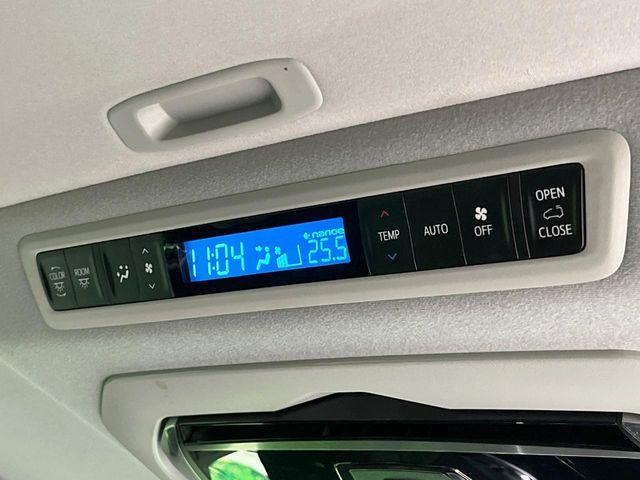 COLOR
ROOM
11:04
nanoe
25.5
TEMP
AUTO
OFF
OPEN
CLOSE